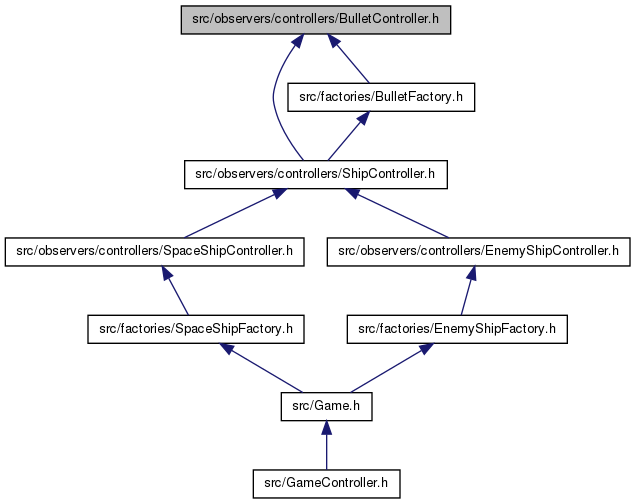 src/observers/controllers/BulletController.h
src/factories/BulletFactory.h
src/observers/controllers/ShipController.h
src/observers/controllers/SpaceShipController.h
src/observers/controllers/EnemyShipController.h
src/factories/SpaceShipFactory.h
src/factories/EnemyShipFactory.h
src/Game.h
src/GameController.h